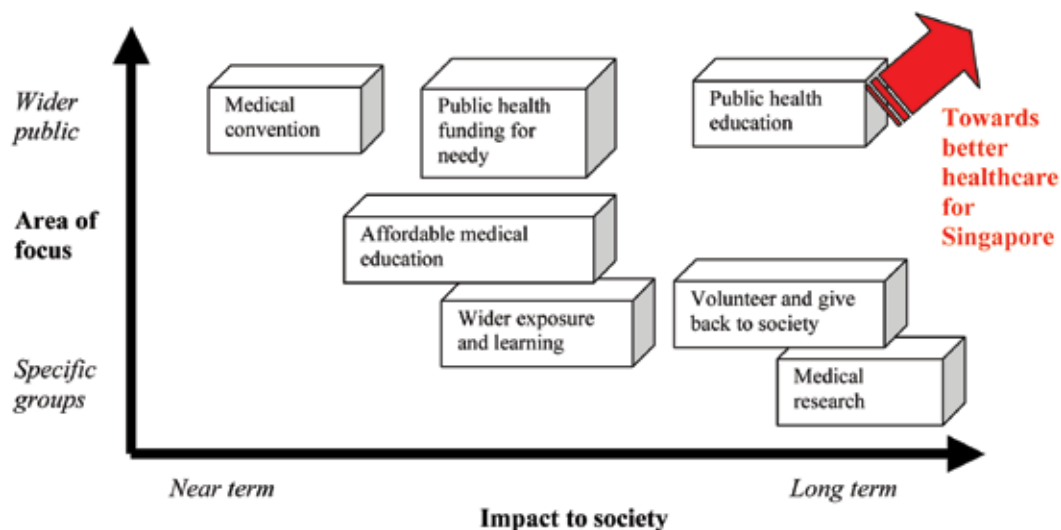 Wider
public
Medical
convention
Public health
funding for
needy
Public health
education
Towards
better
healthcare
for
Singapore
Area of
focus
Affordable medical
education
Wider exposure
and learning
Volunteer and give
back to society
Specific
groups
Medical
research
Near term
Long term
Impact to society